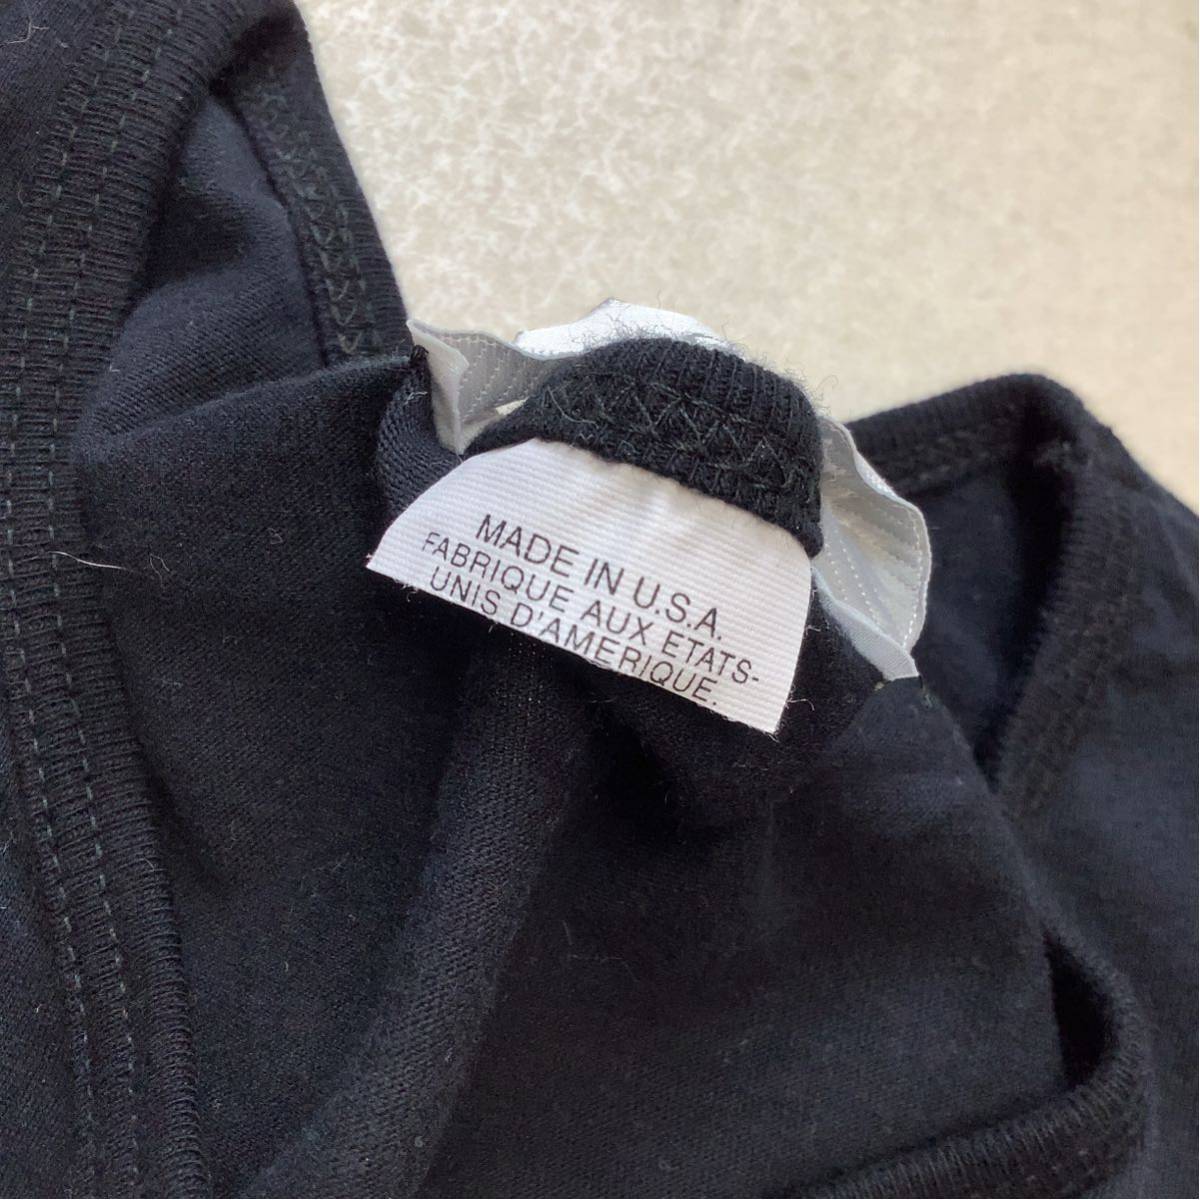 MADE IN U.S.A.
FABRIQUE AUX ETATS-
UNIS D'AMERIQUE.